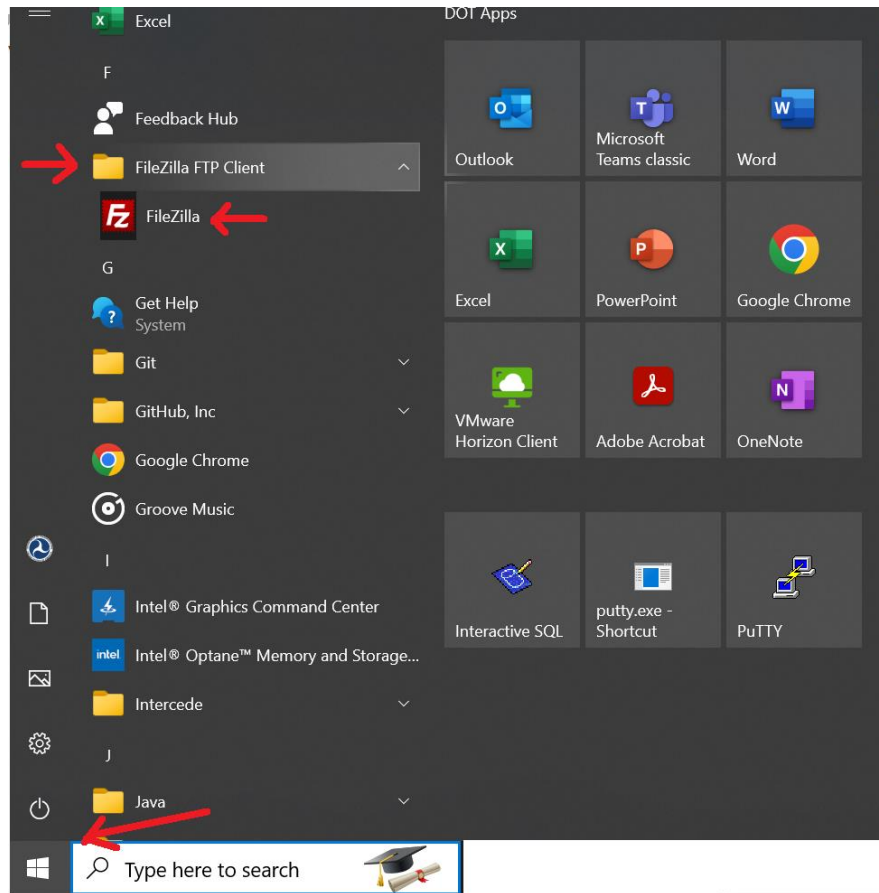 Excel
F
Feedback Hub
FileZilla FTP Client
Fz
FileZilla
G
Get Help
System
Git
GitHub, Inc
Google Chrome
Groove Music
I
Intel® Graphics Command Center
intel
Intel® Optane™ Memory and Storage...
Intercede
J
Java
Type here to search
DOT Apps
Outlook
Microsoft
Teams classic
Word
Excel
PowerPoint
Google Chrome
VMware
Horizon Client
Adobe Acrobat
OneNote
Interactive SQL
putty.exe -
Shortcut
PuTTY